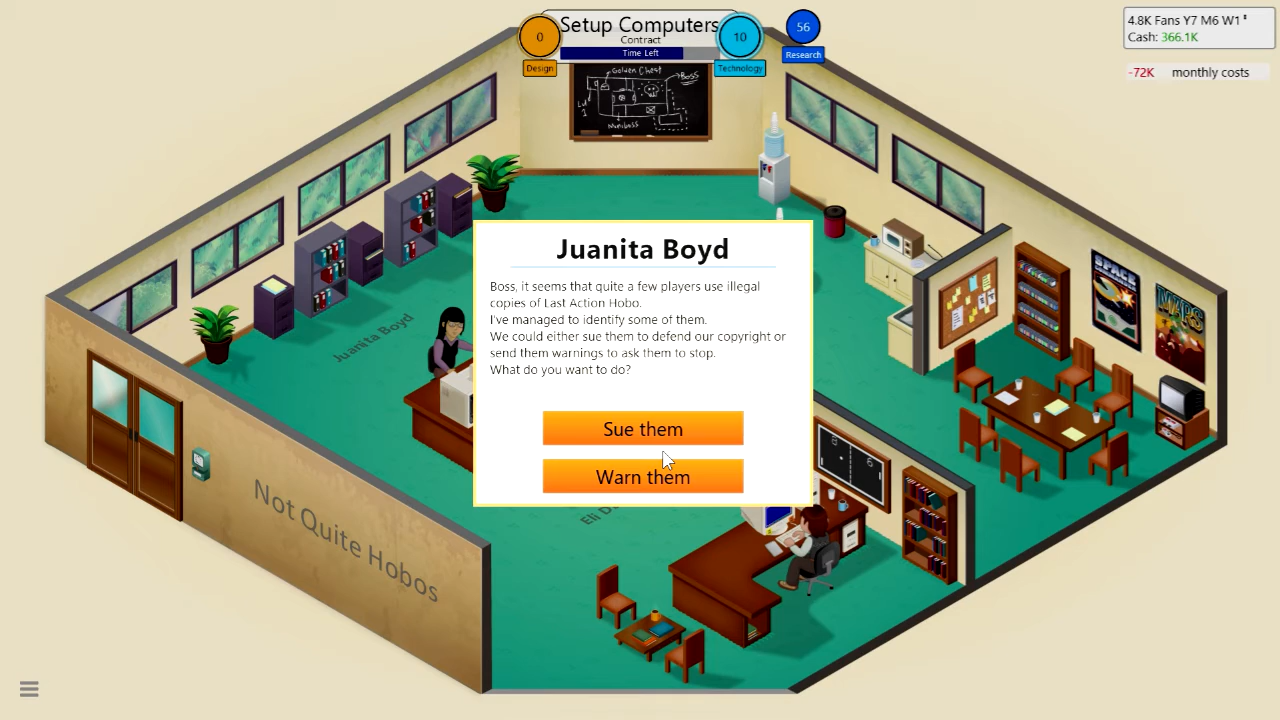 Setup Computers
Contract
Time Left
0
Design
10
Technology
56
Research
4.8K Fans Y7 M6 W1
Cash: 366.1K
-72K monthly costs
Golden Chest
BOSS
Lvl
1
Miniboss
SPACE
MARS
Juanita Boyd
Juanita Boyd
Boss, it seems that quite a few players use illegal
copies of Last Action Hobo.
I've managed to identify some of them.
We could either sue them to defend our copyright or
send them warnings to ask them to stop.
What do you want to do?
Sue them
Warn them
Eli
Not Quite Hobos